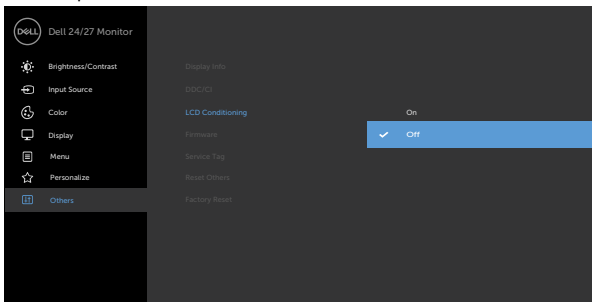 DELL Dell 24/27 Monitor
Brightness/Contrast Display Info
Input Source DDC/CI
Color LCD Conditioning On
Display Firmware Off
Menu Service Tag
Personalize Reset Others
Others Factory Reset